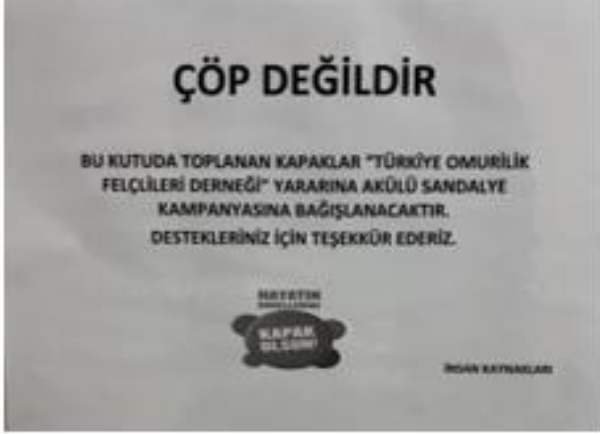 ÇÖP DEĞİLDİR
BU KUTUDA TOPLANAN KAPAKLAR "TÜRKİYE OMURİLİK
FELÇLİLERİ DERNEĞİ" YARARINA AKÜLÜ SANDALYE
KAMPANYASINA BAĞIŞLANACAKTIR.
DESTEKLERİNİZ İÇİN TEŞEKKÜR EDERİZ.
HAYATIN
KAPAK
OLSUN!
İNSAN KAYNAKLARI